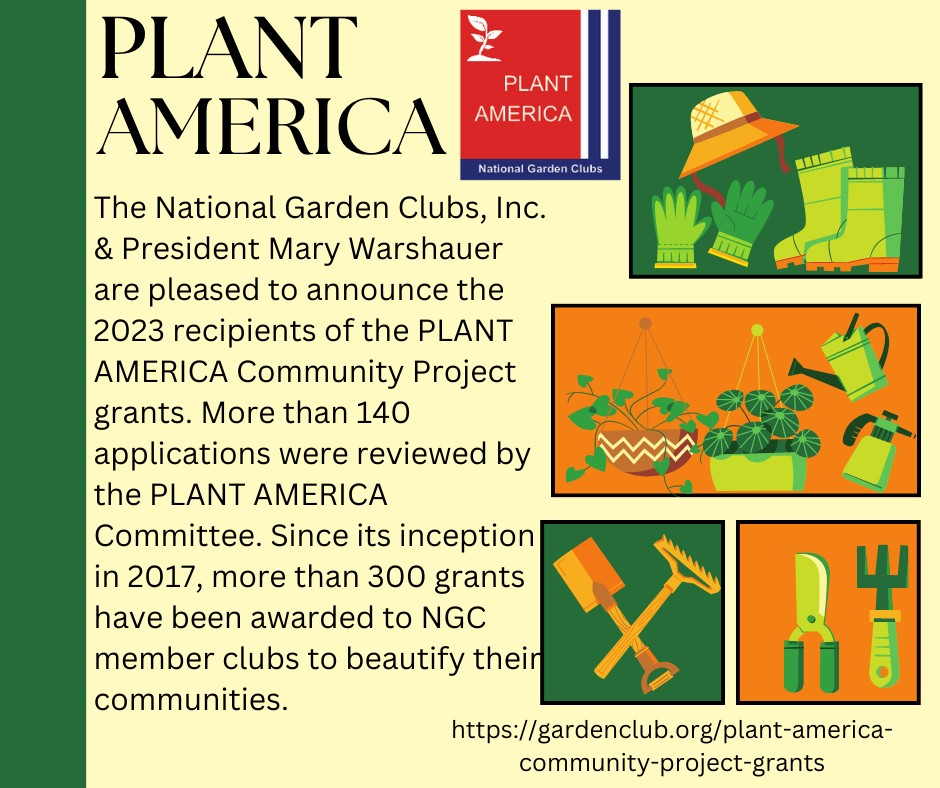 PLANT
AMERICA
PLANT
AMERICA
National Garden Clubs
The National Garden Clubs, Inc.
& President Mary Warshauer
are pleased to announce the
2023 recipients of the PLANT
AMERICA Community Project
grants. More than 140
applications were reviewed by
the PLANT AMERICA
Committee. Since its inception
in 2017, more than 300 grants
have been awarded to NGC
member clubs to beautify their
communities.
https://gardenclub.org/plant-america-
community-project-grants